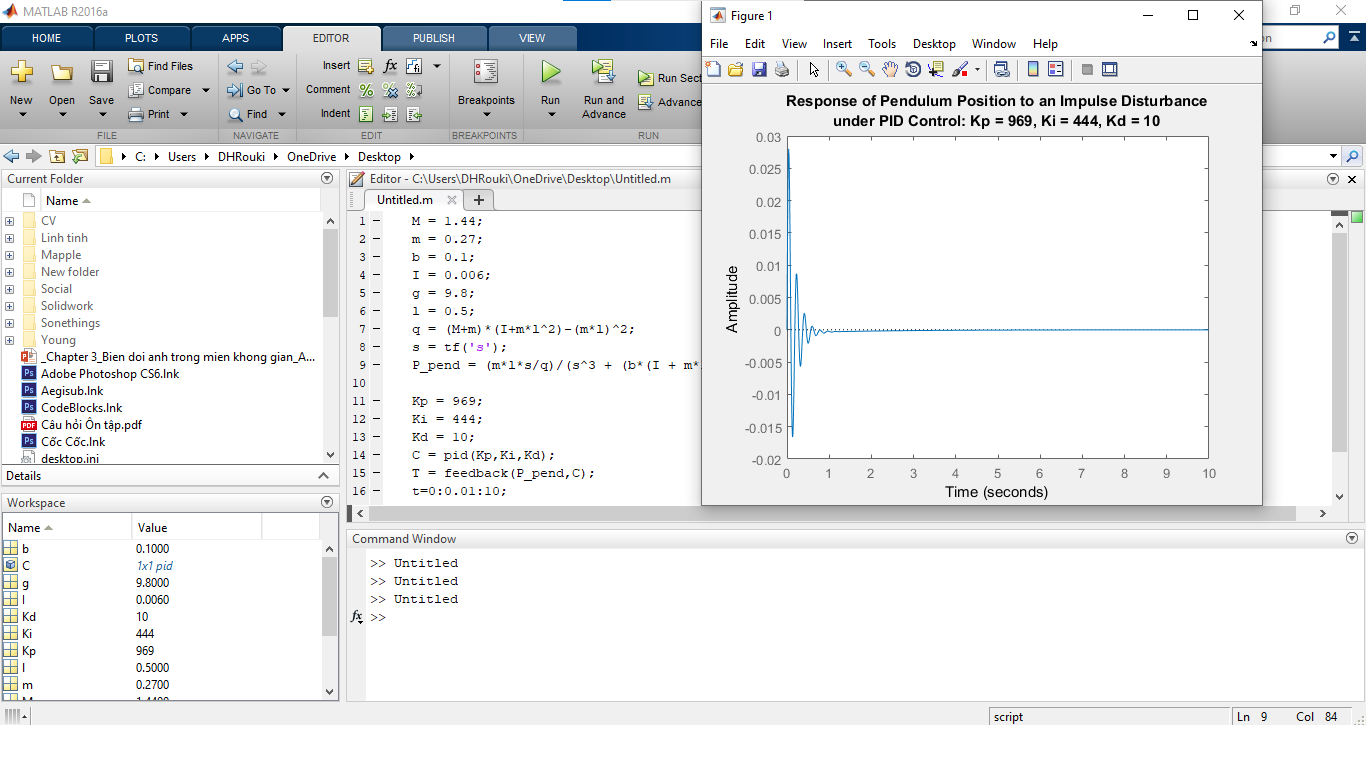 MATLAB R2016a
HOME PLOTS APPS EDITOR PUBLISH VIEW
New Open Save
Find Files
Compare
Print
FILE
Go To
Find
NAVIGATE
Insert fx
Comment
Indent
EDIT
Breakpoints
BREAKPOINTS
Run
Run and
Advance
Run Sect
Advance
RUN
C: Users DHRouki OneDrive Desktop
Current Folder
Name
CV
Linh tinh
Mapple
New folder
Social
Solidwork
Sonethings
Young
_Chapter 3_Bien doi anh trong mien khong gian_A...
Adobe Photoshop CS6.lnk
Aegisub.lnk
CodeBlocks.lnk
Câu hỏi Ôn tập.pdf
Cốc Cốc.lnk
desktop.ini
Details
Workspace
Name Value
b 0.1000
C 1x1 pid
g 9.8000
I 0.0060
Kd 10
Ki 444
Kp 969
l 0.5000
m 0.2700
M 1.4400
Editor - C:\Users\DHRouki\OneDrive\Desktop\Untitled.m
Untitled.m
1 M = 1.44;
2 m = 0.27;
3 b = 0.1;
4 I = 0.006;
5 g = 9.8;
6 l = 0.5;
7 q = (M+m)*(I+m*l^2)-(m*l)^2;
8 s = tf('s');
9 P_pend = (m*l*s/q)/(s^3 + (b*(I + m*
10
11 Kp = 969;
12 Ki = 444;
13 Kd = 10;
14 C = pid(Kp,Ki,Kd);
15 T = feedback(P_pend,C);
16 t=0:0.01:10;
Command Window
>> Untitled
>> Untitled
>> Untitled
fx >>
Figure 1
File Edit View Insert Tools Desktop Window Help
Response of Pendulum Position to an Impulse Disturbance
under PID Control: Kp = 969, Ki = 444, Kd = 10
0.03
0.025
0.02
0.015
0.01
0.005
0
-0.005
-0.01
-0.015
-0.02
Amplitude
0 1 2 3 4 5 6 7 8 9 10
Time (seconds)
script
Ln 9 Col 84